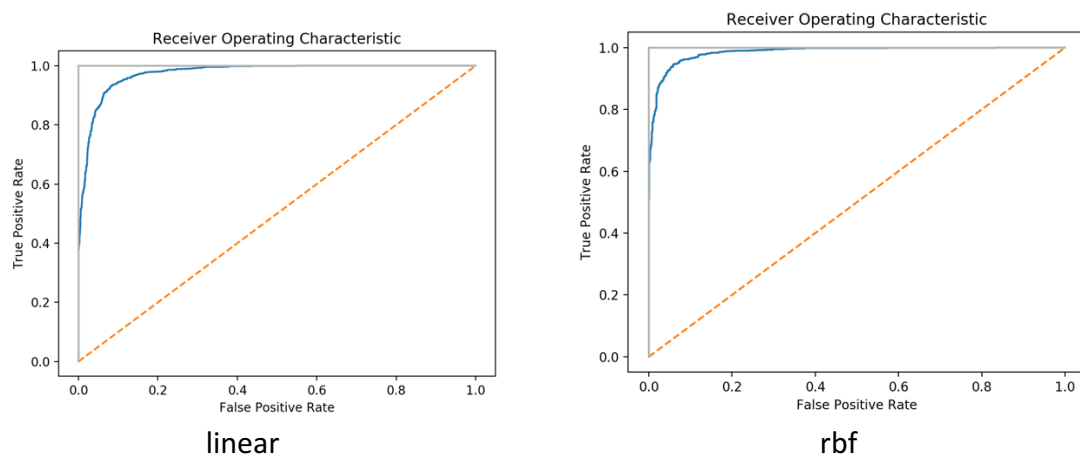 Receiver Operating Characteristic
1.0
0.8
0.6
0.4
0.2
0.0
True Positive Rate
0.0 0.2 0.4 0.6 0.8 1.0
False Positive Rate
linear
Receiver Operating Characteristic
1.0
0.8
0.6
0.4
0.2
0.0
True Positive Rate
0.0 0.2 0.4 0.6 0.8 1.0
False Positive Rate
rbf